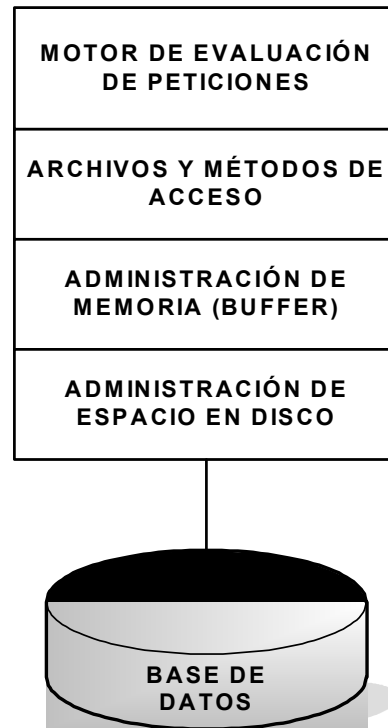 MOTOR DE EVALUACIÓN
DE PETICIONES
ARCHIVOS Y MÉTODOS DE
ACCESO
ADMINISTRACIÓN DE
MEMORIA (BUFFER)
ADMINISTRACIÓN DE
ESPACIO EN DISCO
BASE DE
DATOS